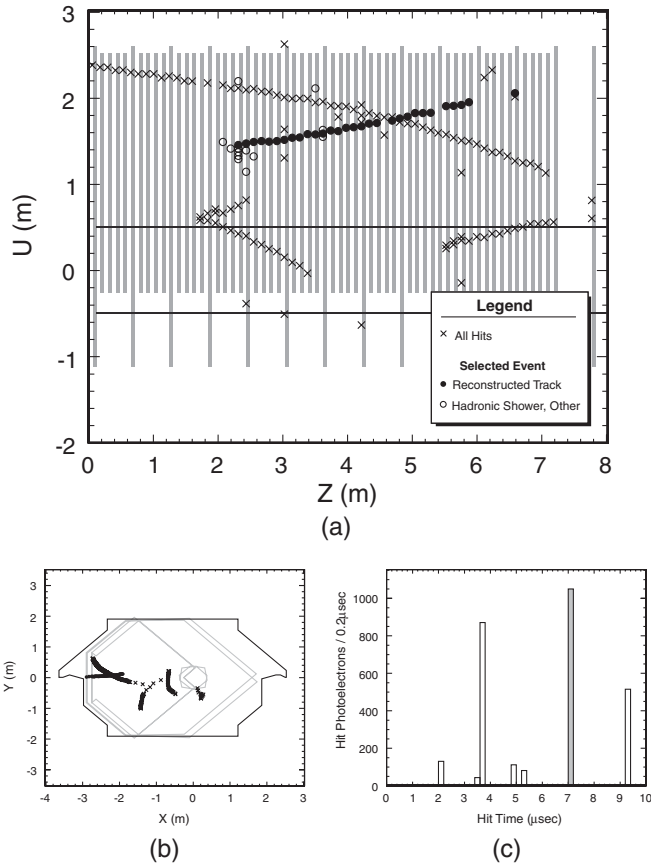 3
2
1
0
-1
-2
U (m)
0 1 2 3 4 5 6 7 8
Z (m)
Legend
× All Hits
Selected Event
● Reconstructed Track
○ Hadronic Shower, Other
(a)
3
2
1
0
-1
-2
-3
Y (m)
-4 -3 -2 -1 0 1 2 3
X (m)
(b)
1000
800
600
400
200
0
Hit Photoelectrons / 0.2μsec
0 1 2 3 4 5 6 7 8 9 10
Hit Time (μsec)
(c)